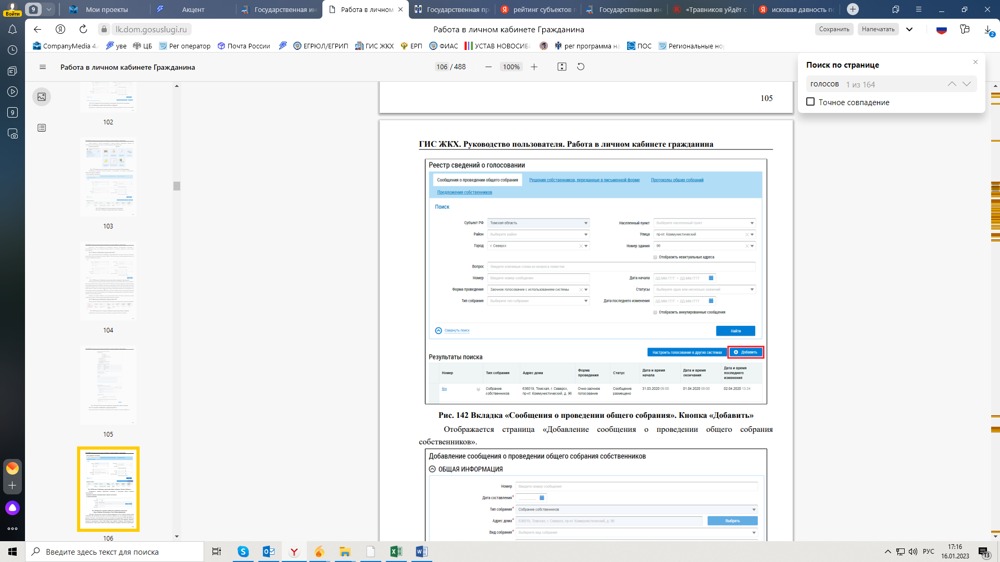 Войти
9
Мои проекты
Акцент
Государственная ин
Работа в личном
Государственная пр
рейтинг субъектов г
Государственная ин
«Травников уйдёт с
исковая давность по
lk.dom.gosuslugi.ru
Работа в личном кабинете Гражданина
Сохранить
Напечатать
2
CompanyMedia 4.
уве
ЦБ
Рег оператор
Почта России
ЕГРЮЛ/ЕГРИП
ГИС ЖКХ
ЕРП
ФИАС
УСТАВ НОВОСИБИ
рег программа на
ПОС
Региональные нор
Работа в личном кабинете Гражданина
106 / 488
100%
Поиск по странице
голосов 1 из 164
Точное совпадение
9
102
103
104
105
106
105
ГИС ЖКХ. Руководство пользователя. Работа в личном кабинете гражданина
Реестр сведений о голосовании
Сообщения о проведении общего собрания
Решения собственников, переданные в письменной форме
Протоколы общих собраний
Предложения собственников
Поиск
Субъект РФ Томская область
Населенный пункт Выберите населенный пункт
Район Выберите район
Улица пр-кт. Коммунистический
Город г. Северск
Номер здания 96
Отобразить неактуальные адреса
Вопрос Введите ключевые слова из вопроса повестки
Номер Введите номер сообщения
Дата начала ДД.ММ.ГГГГ - ДД.ММ.ГГГГ
Форма проведения Заочное голосование с использованием системы
Статусы Выберите одно или несколько значений
Тип собрания Выберите тип собрания
Дата последнего изменения ДД.ММ.ГГГГ - ДД.ММ.ГГГГ
Отобразить аннулированные сообщения
Свернуть поиск
Найти
Настроить голосование в других системах
Добавить
Результаты поиска
Номер
Тип собрания
Адрес дома
Форма проведения
Статус
Дата и время начала
Дата и время окончания
Дата и время последнего изменения
б/н
Собрание собственников
636019, Томская, г. Северск, пр-кт. Коммунистический, д. 96
Очно-заочное голосование
Сообщение размещено
31.03.2020 09:00
01.04.2020 09:00
02.04.2020 13:24
Рис. 142 Вкладка «Сообщения о проведении общего собрания». Кнопка «Добавить»
Отображается страница «Добавление сообщения о проведении общего собрания
собственников».
Добавление сообщения о проведении общего собрания собственников
ОБЩАЯ ИНФОРМАЦИЯ
Номер Введите номер сообщения
Дата составления*
Тип собрания* Собрание собственников
Адрес дома* 636019, Томская, г. Северск, пр-кт. Коммунистический, д. 96
Выбрать
Вид собрания* Выберите вид собрания
Введите здесь текст для поиска
РУС
17:16
16.01.2023
13